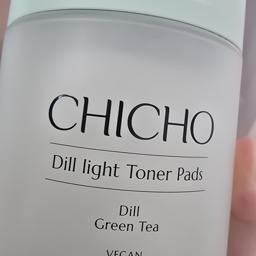 CHICHO
Dill light Toner Pads
Dill
Green Tea
VEGAN